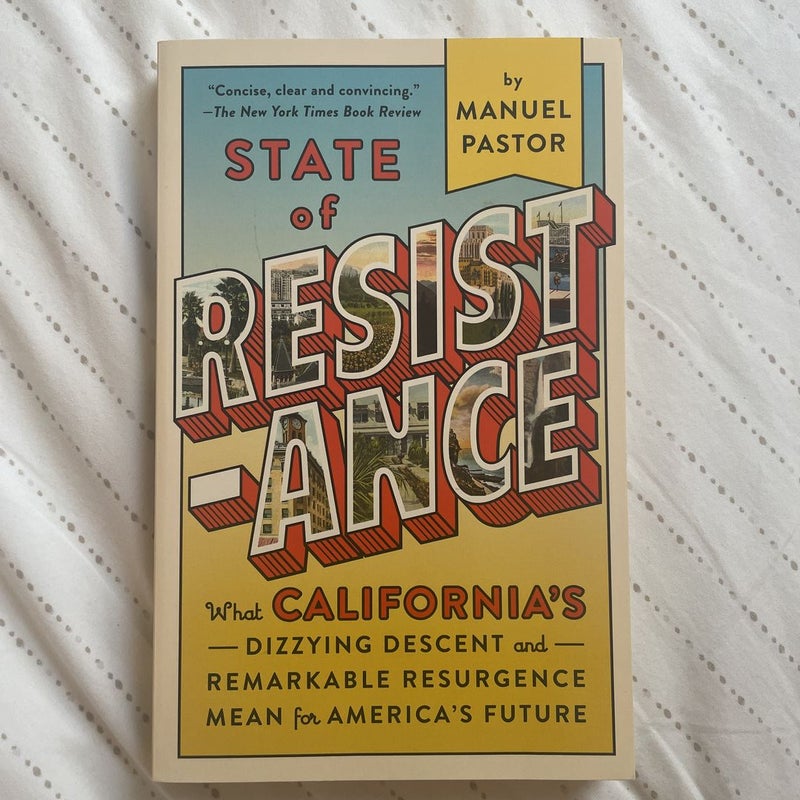 “Concise, clear and convincing.”
—The New York Times Book Review
by
MANUEL
PASTOR
STATE
of
RESIST
-ANCE
What CALIFORNIA'S
— DIZZYING DESCENT and —
REMARKABLE RESURGENCE
MEAN for AMERICA'S FUTURE